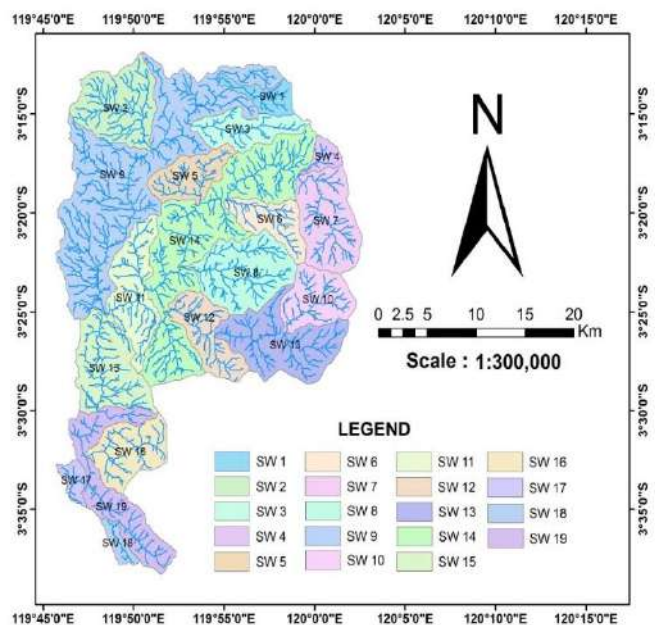 119°45'0"E 119°50'0"E 119°55'0"E 120°0'0"E 120°5'0"E 120°10'0"E 120°15'0"E
3°15'0"S 3°15'0"S
3°20'0"S 3°20'0"S
3°25'0"S 3°25'0"S
3°30'0"S 3°30'0"S
3°35'0"S 3°35'0"S
SW 1
SW 2
SW 3
SW 4
SW 5
SW 9
SW 6
SW 7
SW 14
SW 8
SW 11
SW 10
SW 12
SW 13
SW 15
SW 16
SW 17
SW 19
SW 18
N
0 2.5 5 10 15 20
Km
Scale : 1:300,000
LEGEND
SW 1 SW 6 SW 11 SW 16
SW 2 SW 7 SW 12 SW 17
SW 3 SW 8 SW 13 SW 18
SW 4 SW 9 SW 14 SW 19
SW 5 SW 10 SW 15
119°45'0"E 119°50'0"E 119°55'0"E 120°0'0"E 120°5'0"E 120°10'0"E 120°15'0"E